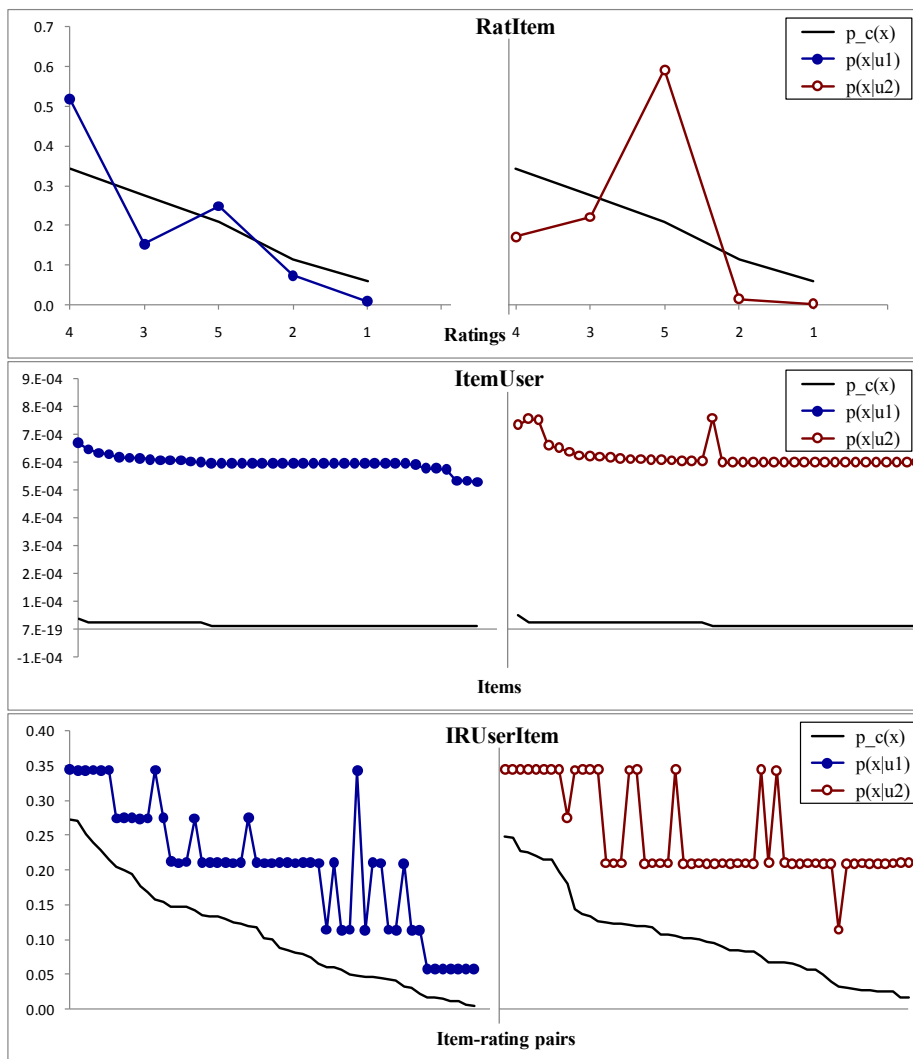 RatItem
0.7
0.6
0.5
0.4
0.3
0.2
0.1
0.0
p_c(x)
p(x|u1)
p(x|u2)
4 3 5 2 1 4 3 5 2 1
Ratings
ItemUser
9.E-04
8.E-04
7.E-04
6.E-04
5.E-04
4.E-04
3.E-04
2.E-04
1.E-04
7.E-19
-1.E-04
p_c(x)
p(x|u1)
p(x|u2)
Items
IRUserItem
0.40
0.35
0.30
0.25
0.20
0.15
0.10
0.05
0.00
p_c(x)
p(x|u1)
p(x|u2)
Item-rating pairs